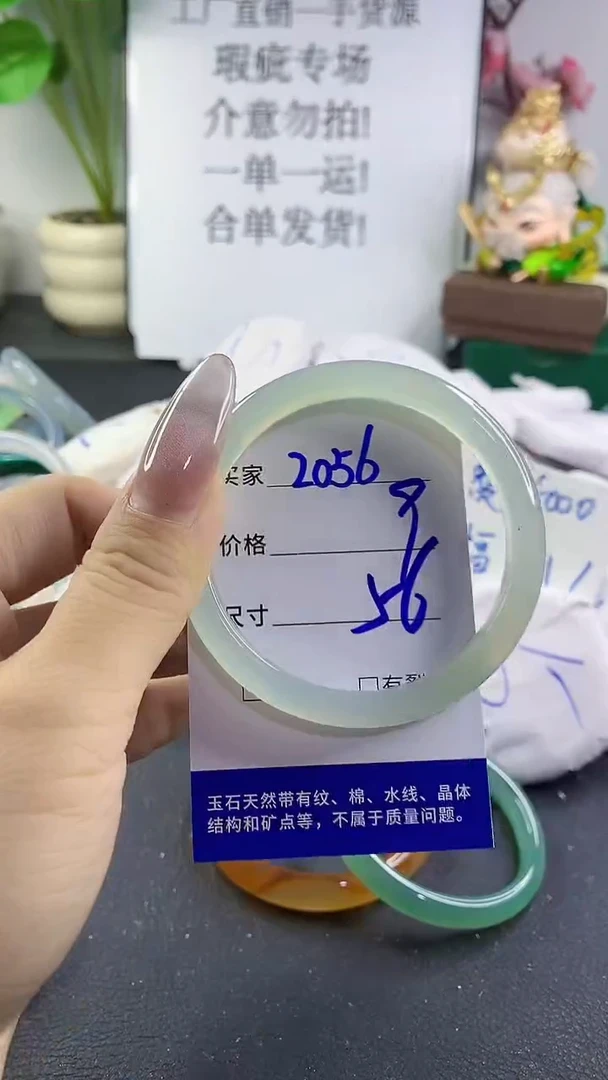 工厂直销一手货源
瑕疵专场
介意勿拍!
一单一运!
合单发货!
买家 2056
价格
尺寸 56
6000
玉石天然带有纹、棉、水线、晶体
结构和矿点等，不属于质量问题。